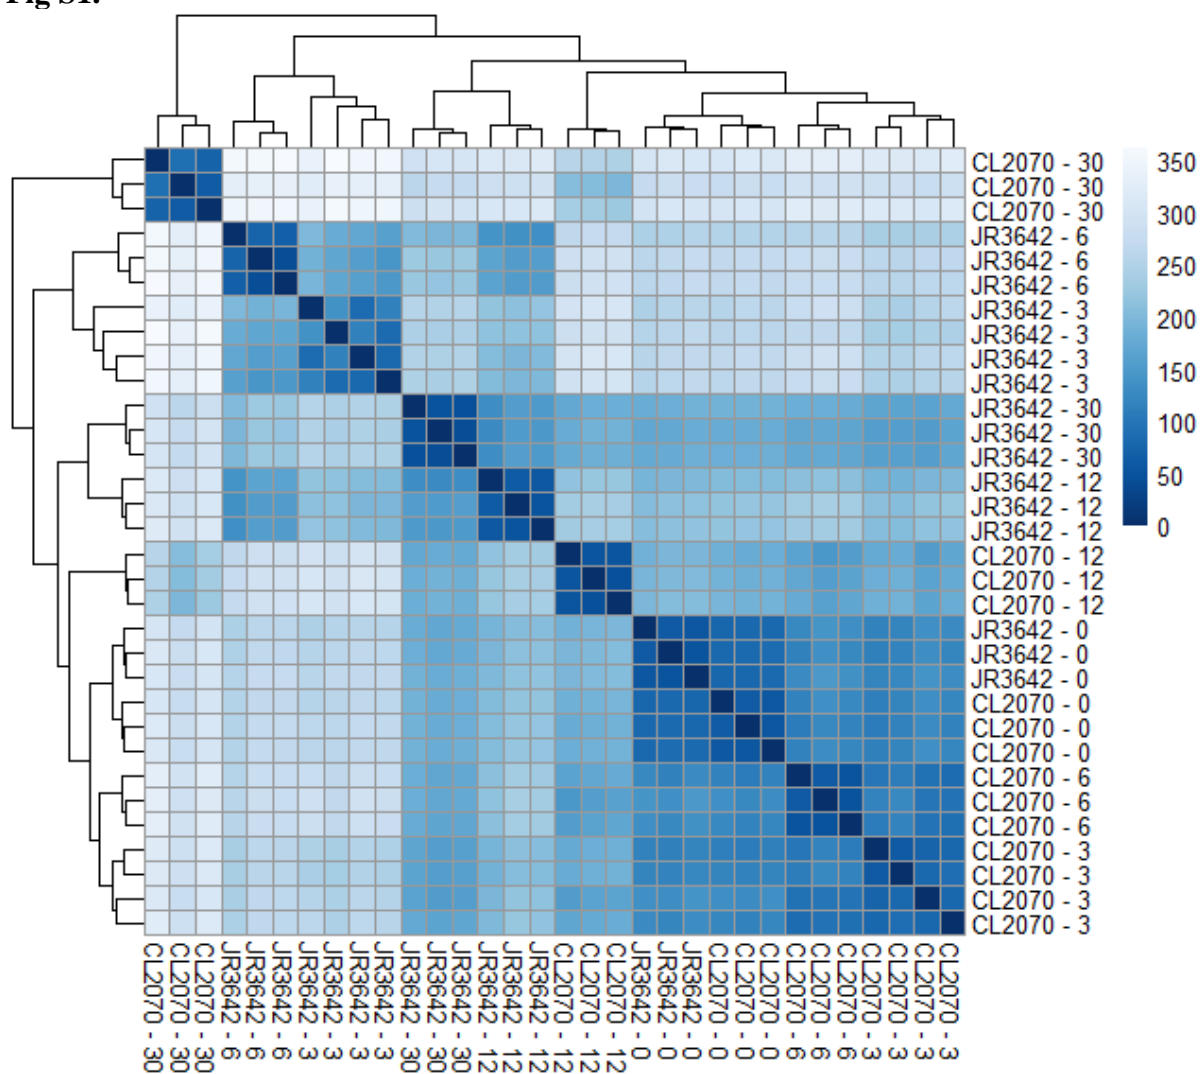 Fig S1.
CL2070 - 30
CL2070 - 30
CL2070 - 30
JR3642 - 6
JR3642 - 6
JR3642 - 6
JR3642 - 3
JR3642 - 3
JR3642 - 3
JR3642 - 3
JR3642 - 30
JR3642 - 30
JR3642 - 30
JR3642 - 12
JR3642 - 12
JR3642 - 12
CL2070 - 12
CL2070 - 12
CL2070 - 12
JR3642 - 0
JR3642 - 0
JR3642 - 0
CL2070 - 0
CL2070 - 0
CL2070 - 0
CL2070 - 6
CL2070 - 6
CL2070 - 6
CL2070 - 3
CL2070 - 3
CL2070 - 3
CL2070 - 3
350
300
250
200
150
100
50
0
CL2070 - 30
CL2070 - 30
CL2070 - 30
JR3642 - 6
JR3642 - 6
JR3642 - 6
JR3642 - 3
JR3642 - 3
JR3642 - 3
JR3642 - 3
JR3642 - 30
JR3642 - 30
JR3642 - 30
JR3642 - 12
JR3642 - 12
JR3642 - 12
CL2070 - 12
CL2070 - 12
CL2070 - 12
JR3642 - 0
JR3642 - 0
JR3642 - 0
CL2070 - 0
CL2070 - 0
CL2070 - 0
CL2070 - 6
CL2070 - 6
CL2070 - 6
CL2070 - 3
CL2070 - 3
CL2070 - 3
CL2070 - 3